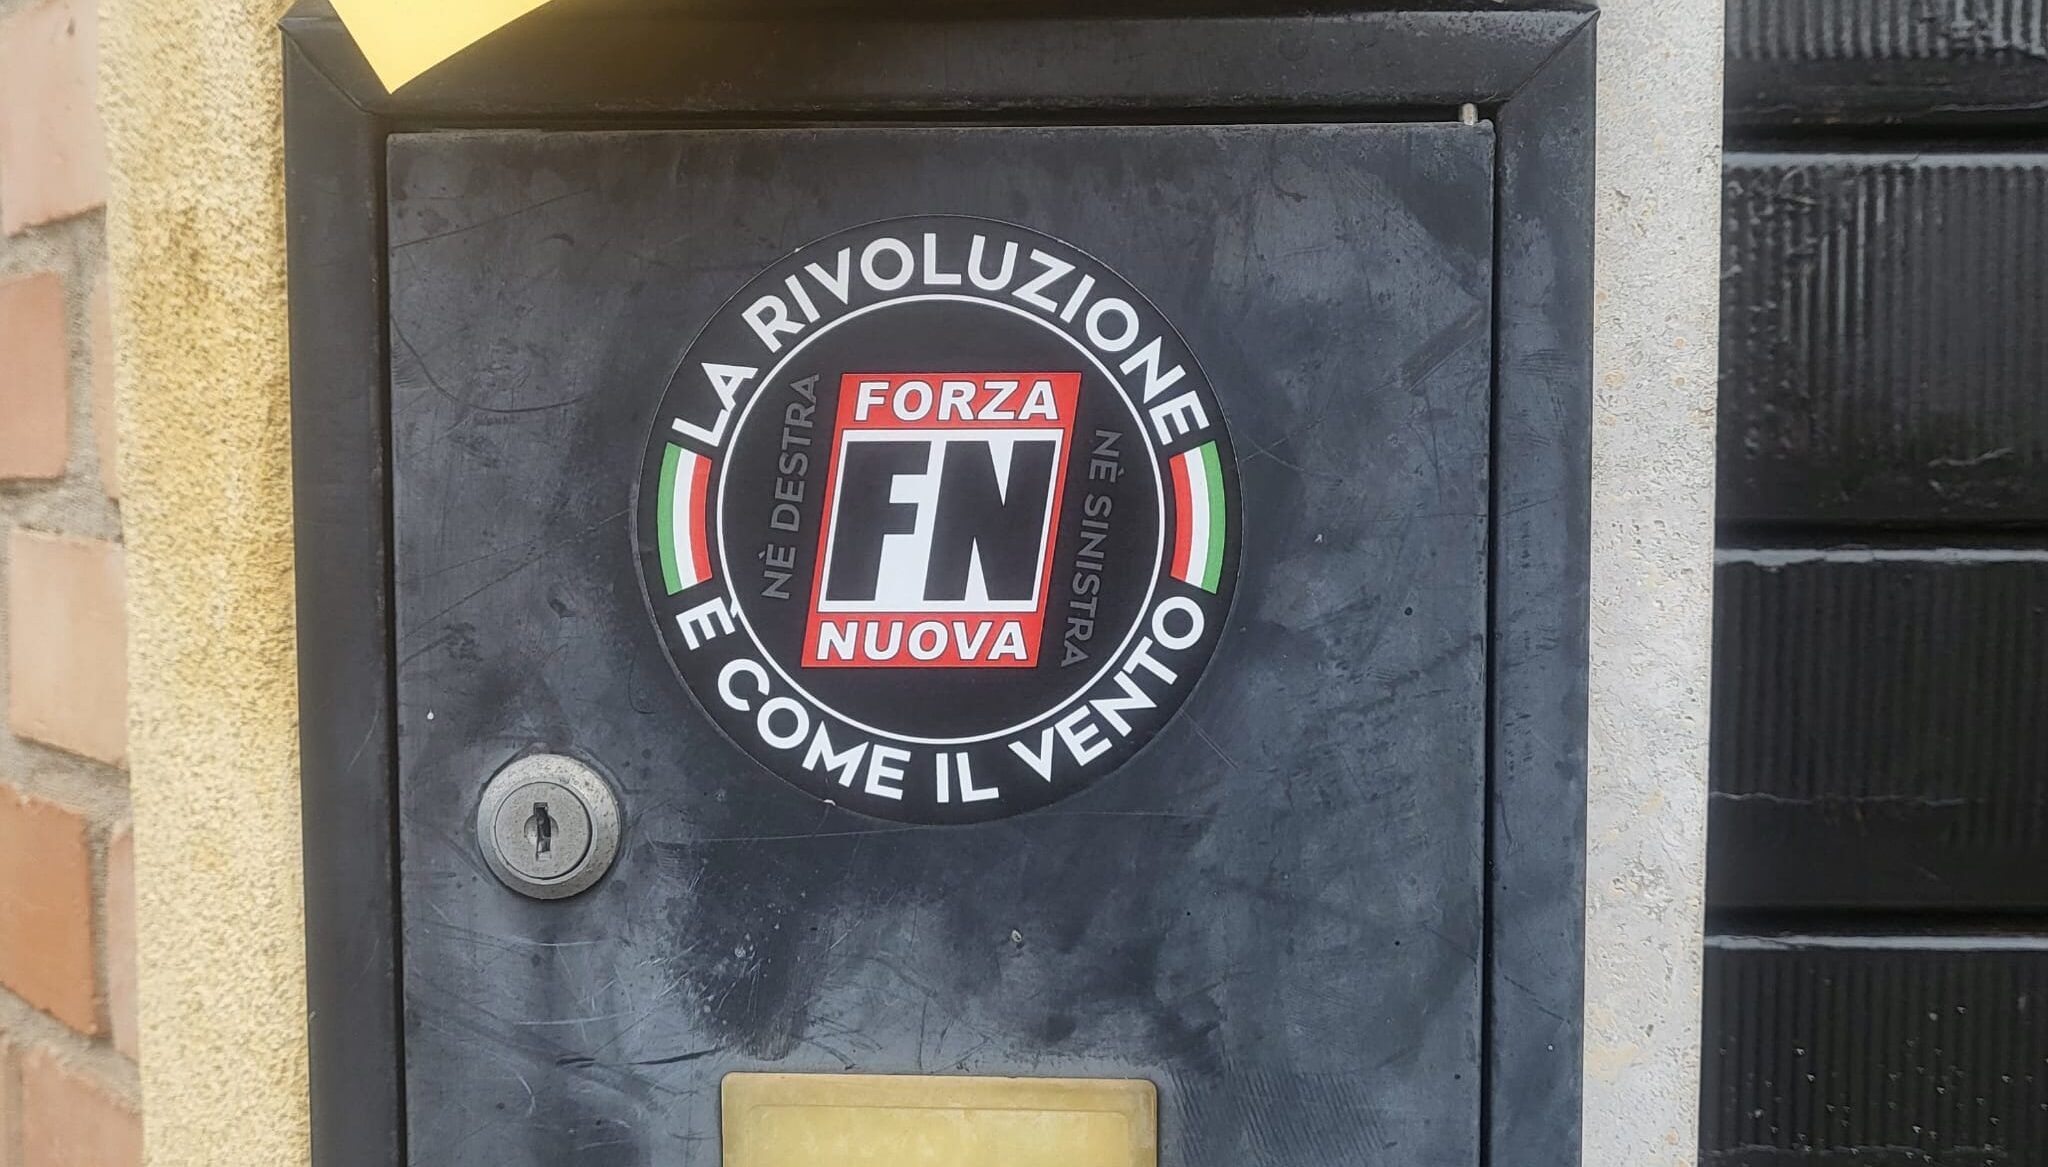 LA RIVOLUZIONE
NÈ DESTRA
FORZA
FN
NUOVA
NÈ SINISTRA
È COME IL VENTO